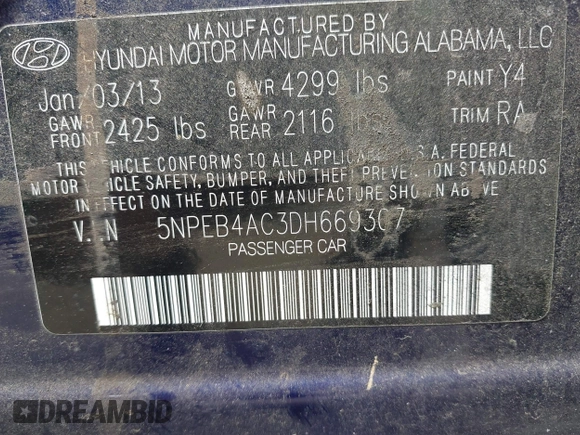 MANUFACTURED BY
HYUNDAI MOTOR MANUFACTURING ALABAMA, LLC
Jan/03/13 GVWR 4299 lbs PAINT Y4
GAWR FRONT 2425 lbs GAWR REAR 2116 lbs TRIM RA
THIS VEHICLE CONFORMS TO ALL APPLICABLE U.S.A. FEDERAL
MOTOR VEHICLE SAFETY, BUMPER, AND THEFT PREVENTION STANDARDS
IN EFFECT ON THE DATE OF MANUFACTURE SHOWN ABOVE
VIN 5NPEB4AC3DH669307
PASSENGER CAR
DREAMBID